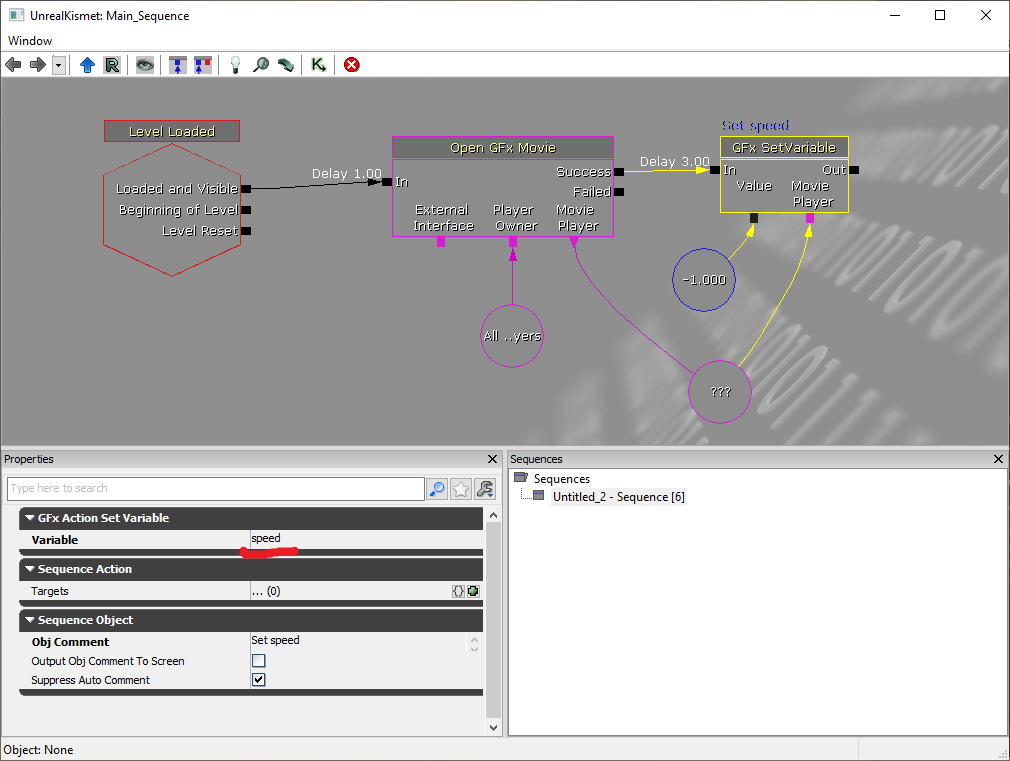 UnrealKismet: Main_Sequence
Window
Level Loaded
Loaded and Visible
Beginning of Level
Level Reset
Delay 1.00
Open GFx Movie
In
Success
Failed
External Interface
Player Owner
Movie Player
All ..yers
Delay 3.00
Set speed
GFx SetVariable
In
Out
Value
Movie Player
-1.000
???
Properties
Type here to search
GFx Action Set Variable
Variable speed
Sequence Action
Targets ... (0)
Sequence Object
Obj Comment Set speed
Output Obj Comment To Screen
Suppress Auto Comment
Sequences
Sequences
Untitled_2 - Sequence [6]
Object: None